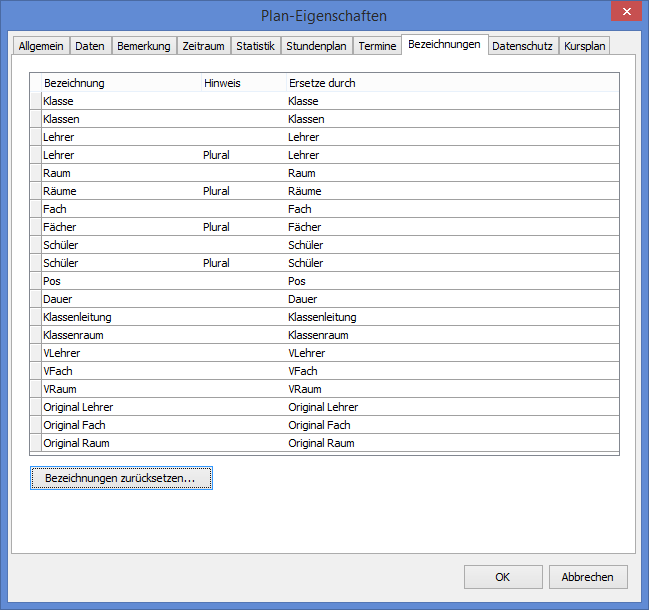 Plan-Eigenschaften
Allgemein Daten Bemerkung Zeitraum Statistik Stundenplan Termine Bezeichnungen Datenschutz Kursplan
Bezeichnung Hinweis Ersetze durch
Klasse Klasse
Klassen Klassen
Lehrer Lehrer
Lehrer Plural Lehrer
Raum Raum
Räume Plural Räume
Fach Fach
Fächer Plural Fächer
Schüler Schüler
Schüler Plural Schüler
Pos Pos
Dauer Dauer
Klassenleitung Klassenleitung
Klassenraum Klassenraum
VLehrer VLehrer
VFach VFach
VRaum VRaum
Original Lehrer Original Lehrer
Original Fach Original Fach
Original Raum Original Raum
Bezeichnungen zurücksetzen...
OK Abbrechen